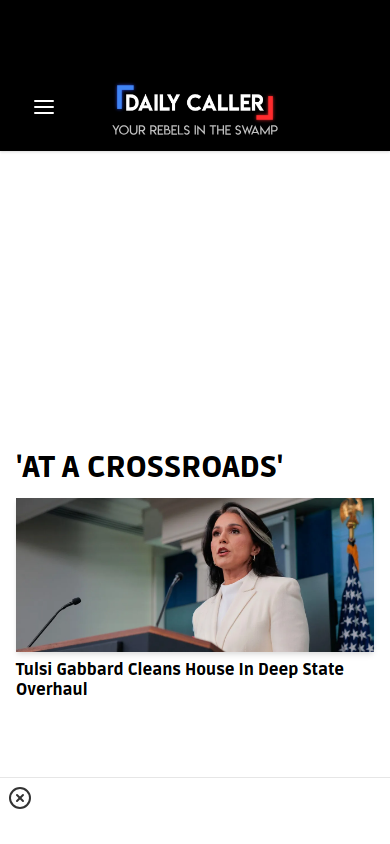 DAILY CALLER
YOUR REBELS IN THE SWAMP
'AT A CROSSROADS'
Tulsi Gabbard Cleans House In Deep State
Overhaul